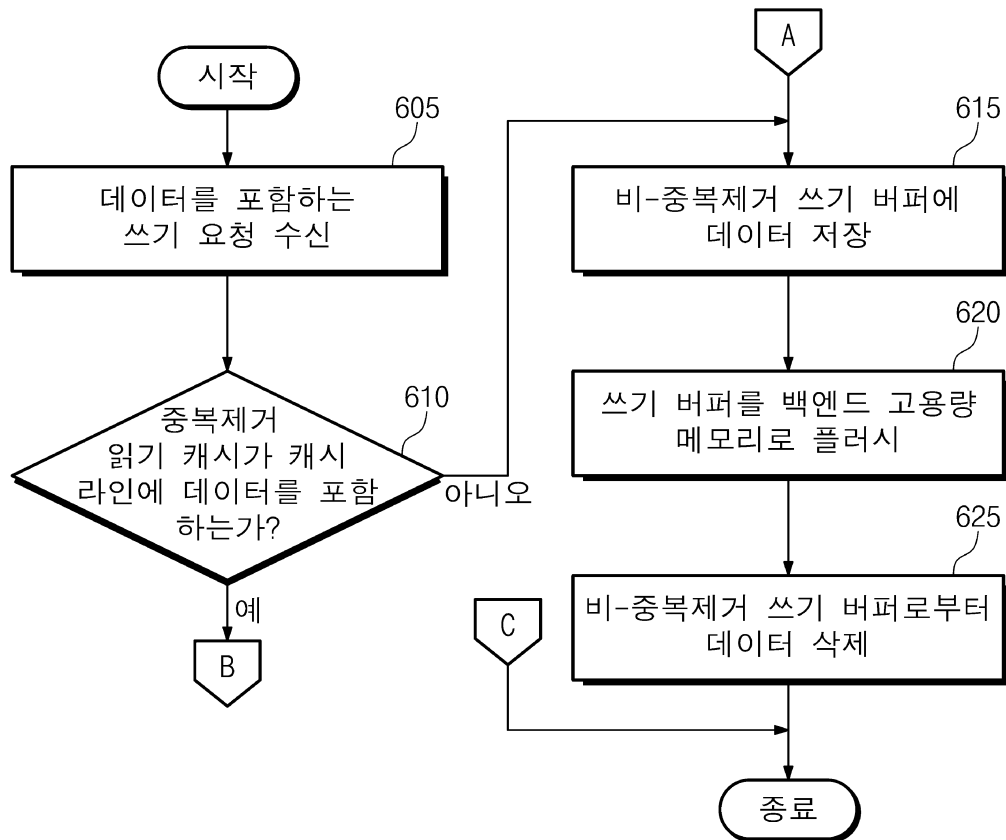 시작
605
데이터를 포함하는
쓰기 요청 수신
610
중복제거
읽기 캐시가 캐시
라인에 데이터를 포함
하는가?
아니오
예
B
A
615
비-중복제거 쓰기 버퍼에
데이터 저장
620
쓰기 버퍼를 백엔드 고용량
메모리로 플러시
625
비-중복제거 쓰기 버퍼로부터
데이터 삭제
C
종료